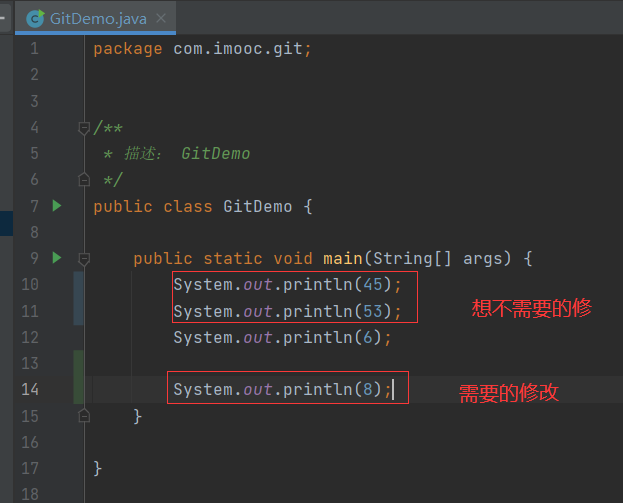 GitDemo.java
1 package com.imooc.git;
2
3
4 /**
5 * 描述： GitDemo
6 */
7 public class GitDemo {
8
9 public static void main(String[] args) {
10 System.out.println(45);
11 System.out.println(53);
想不需要的修
12 System.out.println(6);
13
14 System.out.println(8);
需要的修改
15 }
16
17 }
18